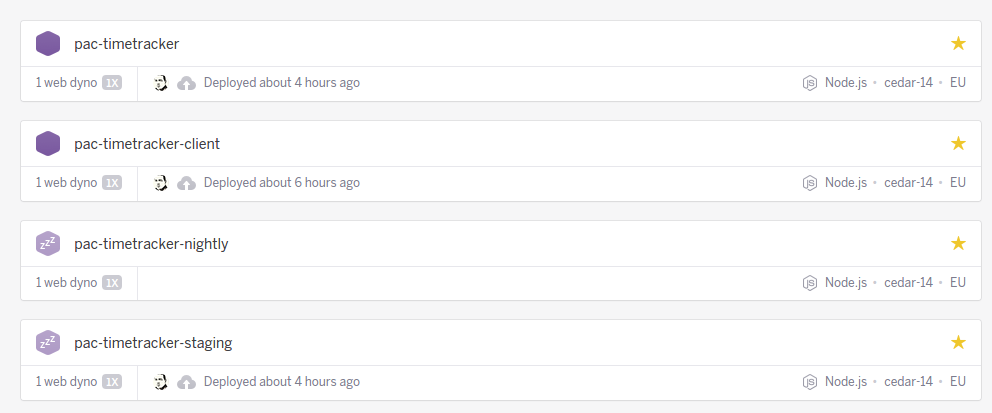 pac-timetracker
1 web dyno 1X Deployed about 4 hours ago Node.js • cedar-14 • EU
pac-timetracker-client
1 web dyno 1X Deployed about 6 hours ago Node.js • cedar-14 • EU
zzz pac-timetracker-nightly
1 web dyno 1X Node.js • cedar-14 • EU
zzz pac-timetracker-staging
1 web dyno 1X Deployed about 4 hours ago Node.js • cedar-14 • EU